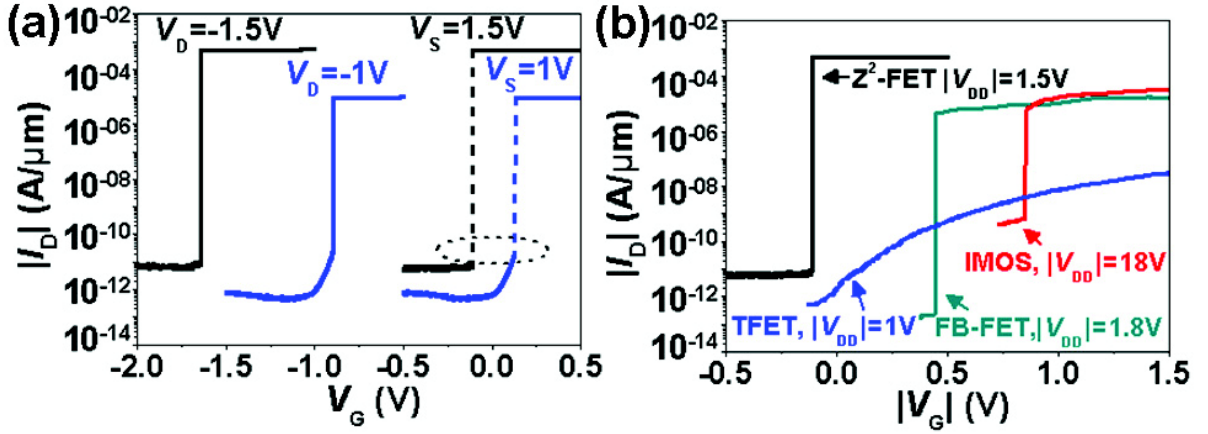 (a)
V_D=-1.5V
V_S=1.5V
V_D=-1V
V_S=1V
|I_D| (A/µm)
10^-02
10^-04
10^-06
10^-08
10^-10
10^-12
10^-14
-2.0 -1.5 -1.0 -0.5 0.0 0.5
V_G (V)
(b)
Z²-FET |V_DD|=1.5V
IMOS, |V_DD|=18V
TFET, |V_DD|=1V
FB-FET,|V_DD|=1.8V
|I_D| (A/µm)
10^-02
10^-04
10^-06
10^-08
10^-10
10^-12
10^-14
-0.5 0.0 0.5 1.0 1.5
|V_G| (V)